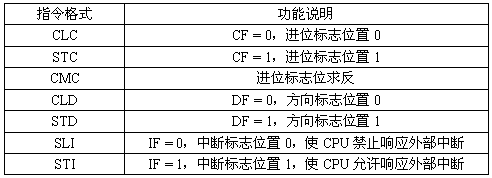 指令格式 功能说明
CLC CF = 0，进位标志位置 0
STC CF = 1，进位标志位置 1
CMC 进位标志位求反
CLD DF = 0，方向标志位置 0
STD DF = 1，方向标志位置 1
SLI IF = 0，中断标志位置 0，使 CPU 禁止响应外部中断
STI IF = 1，中断标志位置 1，使 CPU 允许响应外部中断